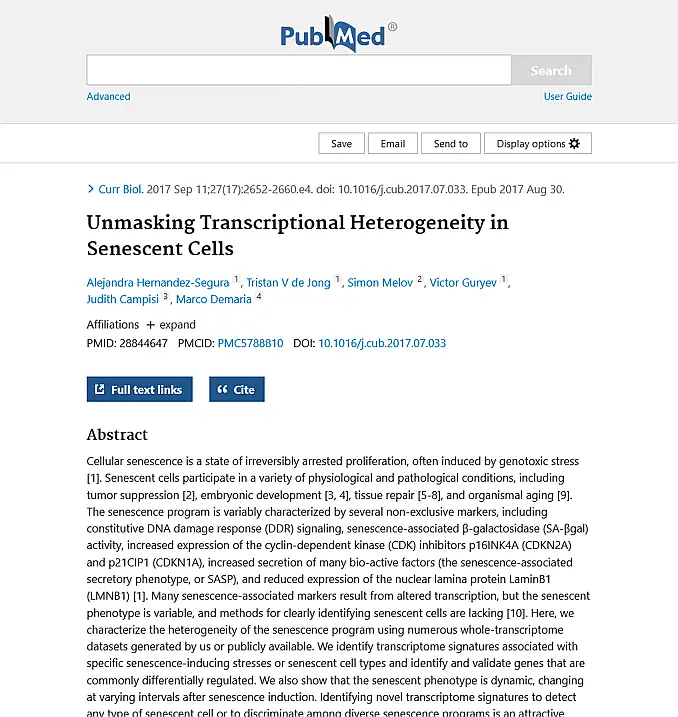 PubMed®
Search
Advanced
User Guide
Save
Email
Send to
Display options
Curr Biol. 2017 Sep 11;27(17):2652-2660.e4. doi: 10.1016/j.cub.2017.07.033. Epub 2017 Aug 30.
Unmasking Transcriptional Heterogeneity in
Senescent Cells
Alejandra Hernandez-Segura 1, Tristan V de Jong 1, Simon Melov 2, Victor Guryev 1,
Judith Campisi 3, Marco Demaria 4
Affiliations + expand
PMID: 28844647 PMCID: PMC5788810 DOI: 10.1016/j.cub.2017.07.033
Full text links
Cite
Abstract
Cellular senescence is a state of irreversibly arrested proliferation, often induced by genotoxic stress
[1]. Senescent cells participate in a variety of physiological and pathological conditions, including
tumor suppression [2], embryonic development [3, 4], tissue repair [5-8], and organismal aging [9].
The senescence program is variably characterized by several non-exclusive markers, including
constitutive DNA damage response (DDR) signaling, senescence-associated β-galactosidase (SA-βgal)
activity, increased expression of the cyclin-dependent kinase (CDK) inhibitors p16INK4A (CDKN2A)
and p21CIP1 (CDKN1A), increased secretion of many bio-active factors (the senescence-associated
secretory phenotype, or SASP), and reduced expression of the nuclear lamina protein LaminB1
(LMNB1) [1]. Many senescence-associated markers result from altered transcription, but the senescent
phenotype is variable, and methods for clearly identifying senescent cells are lacking [10]. Here, we
characterize the heterogeneity of the senescence program using numerous whole-transcriptome
datasets generated by us or publicly available. We identify transcriptome signatures associated with
specific senescence-inducing stresses or senescent cell types and identify and validate genes that are
commonly differentially regulated. We also show that the senescent phenotype is dynamic, changing
at varying intervals after senescence induction. Identifying novel transcriptome signatures to detect
any type of senescent cell or to discriminate among diverse senescence programs is an attractive